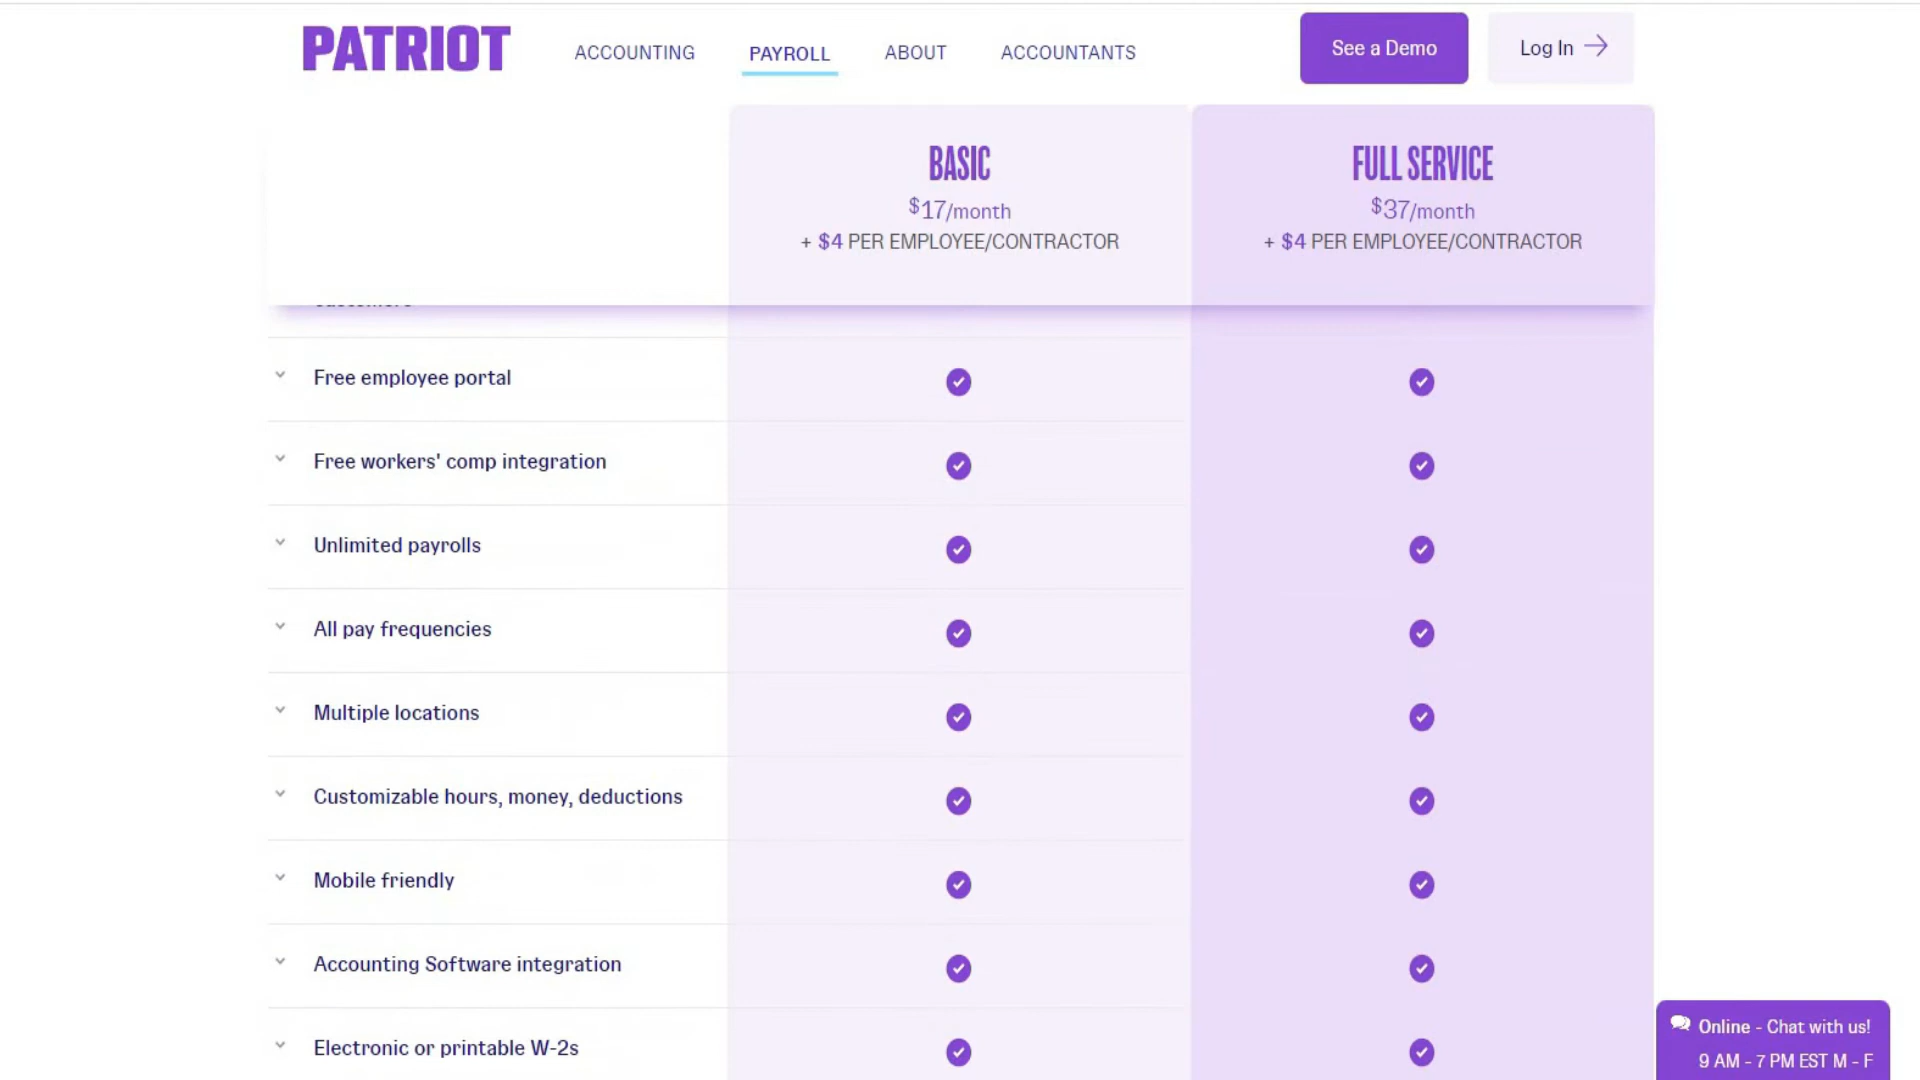 PATRIOT
ACCOUNTING
PAYROLL
ABOUT
ACCOUNTANTS
See a Demo
Log In
BASIC
$17/month
+ $4 PER EMPLOYEE/CONTRACTOR
FULL SERVICE
$37/month
+ $4 PER EMPLOYEE/CONTRACTOR
Free employee portal
Free workers' comp integration
Unlimited payrolls
All pay frequencies
Multiple locations
Customizable hours, money, deductions
Mobile friendly
Accounting Software integration
Electronic or printable W-2s
Online - Chat with us!
9 AM - 7 PM EST M - F